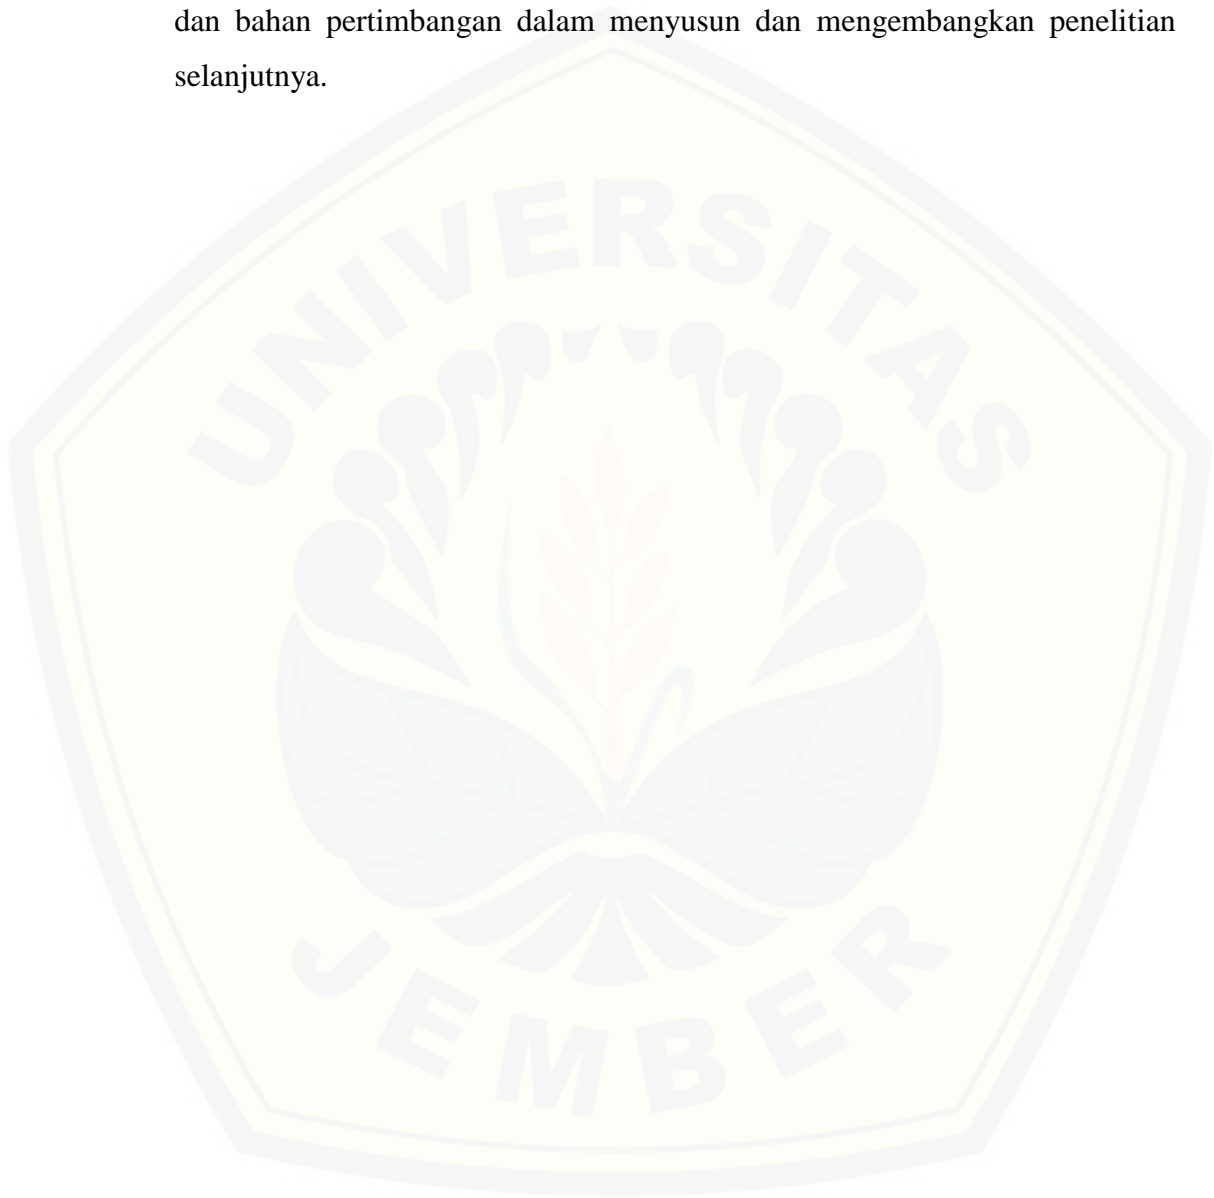 dan bahan pertimbangan dalam menyusun dan mengembangkan penelitian
selanjutnya.
UNIVERSITAS
JEMBER